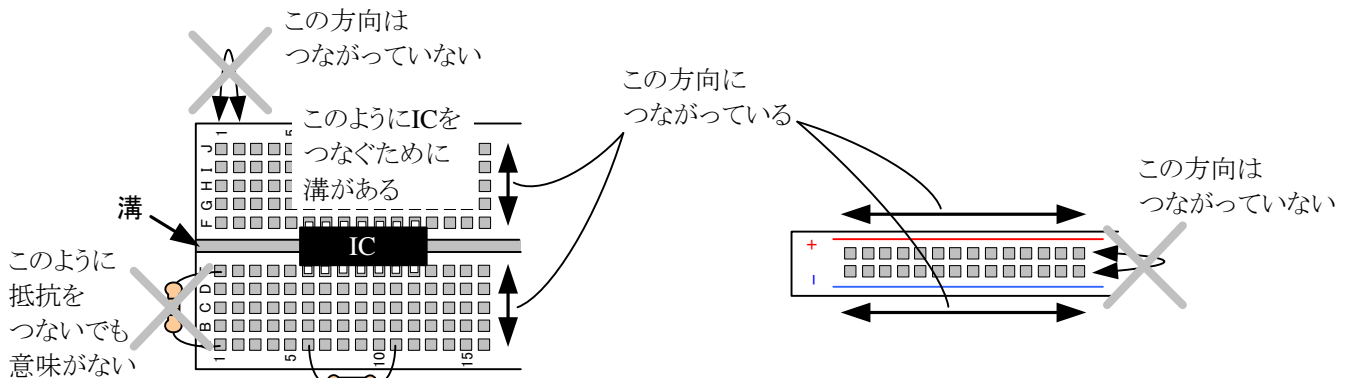 この方向は
つながっていない
このようにICを
つなぐために
溝がある
この方向に
つながっている
この方向は
つながっていない
溝
IC
このように
抵抗を
つないでも
意味がない
1
J
I
H
G
F
D
C
B
1
5
10
15
+
-